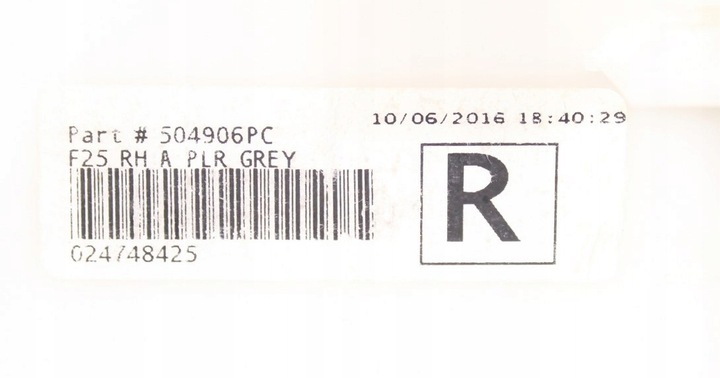 10/06/2016 18:40:29
Part # 504906PC
F25 RH A PLR GREY
R
024748425